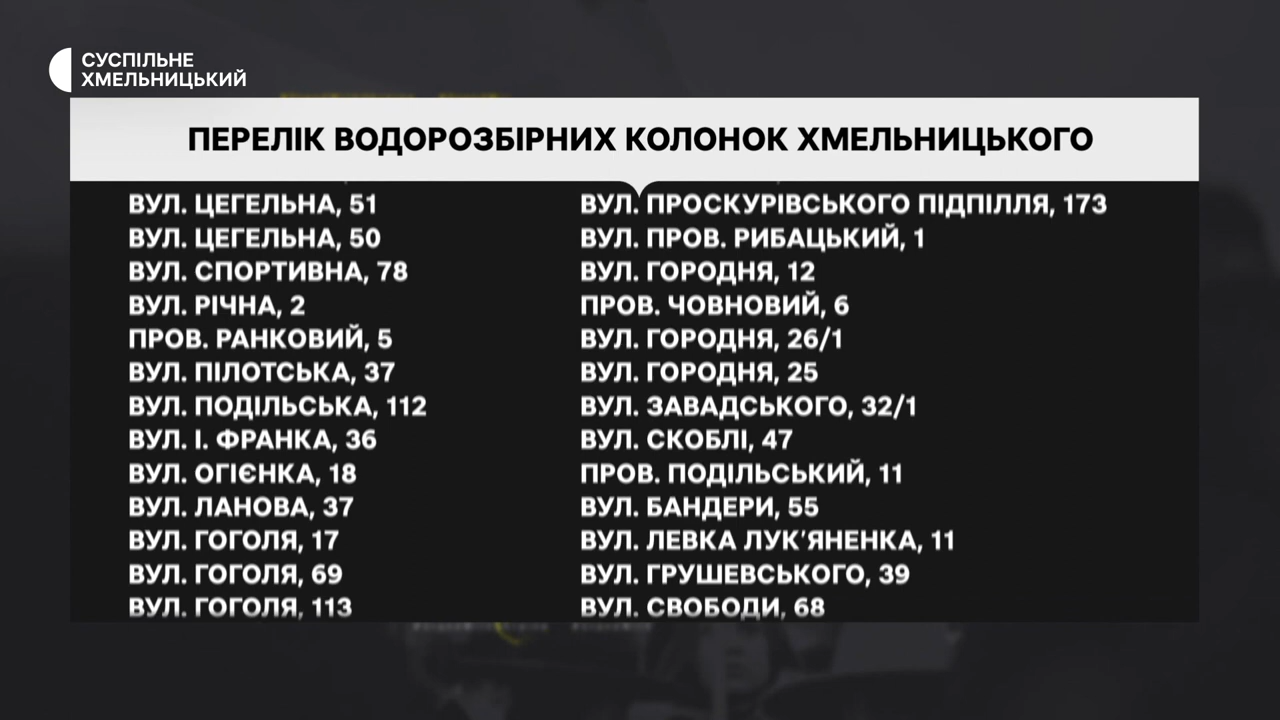 СУСПІЛЬНЕ
ХМЕЛЬНИЦЬКИЙ
ПЕРЕЛІК ВОДОРОЗБІРНИХ КОЛОНОК ХМЕЛЬНИЦЬКОГО
ВУЛ. ЦЕГЕЛЬНА, 51
ВУЛ. ЦЕГЕЛЬНА, 50
ВУЛ. СПОРТИВНА, 78
ВУЛ. РІЧНА, 2
ПРОВ. РАНКОВИЙ, 5
ВУЛ. ПІЛОТСЬКА, 37
ВУЛ. ПОДІЛЬСЬКА, 112
ВУЛ. І. ФРАНКА, 36
ВУЛ. ОГІЄНКА, 18
ВУЛ. ЛАНОВА, 37
ВУЛ. ГОГОЛЯ, 17
ВУЛ. ГОГОЛЯ, 69
ВУЛ. ГОГОЛЯ, 113
ВУЛ. ПРОСКУРІВСЬКОГО ПІДПІЛЛЯ, 173
ВУЛ. ПРОВ. РИБАЦЬКИЙ, 1
ВУЛ. ГОРОДНЯ, 12
ПРОВ. ЧОВНОВИЙ, 6
ВУЛ. ГОРОДНЯ, 26/1
ВУЛ. ГОРОДНЯ, 25
ВУЛ. ЗАВАДСЬКОГО, 32/1
ВУЛ. СКОБЛІ, 47
ПРОВ. ПОДІЛЬСЬКИЙ, 11
ВУЛ. БАНДЕРИ, 55
ВУЛ. ЛЕВКА ЛУК'ЯНЕНКА, 11
ВУЛ. ГРУШЕВСЬКОГО, 39
ВУЛ. СВОБОДИ, 68